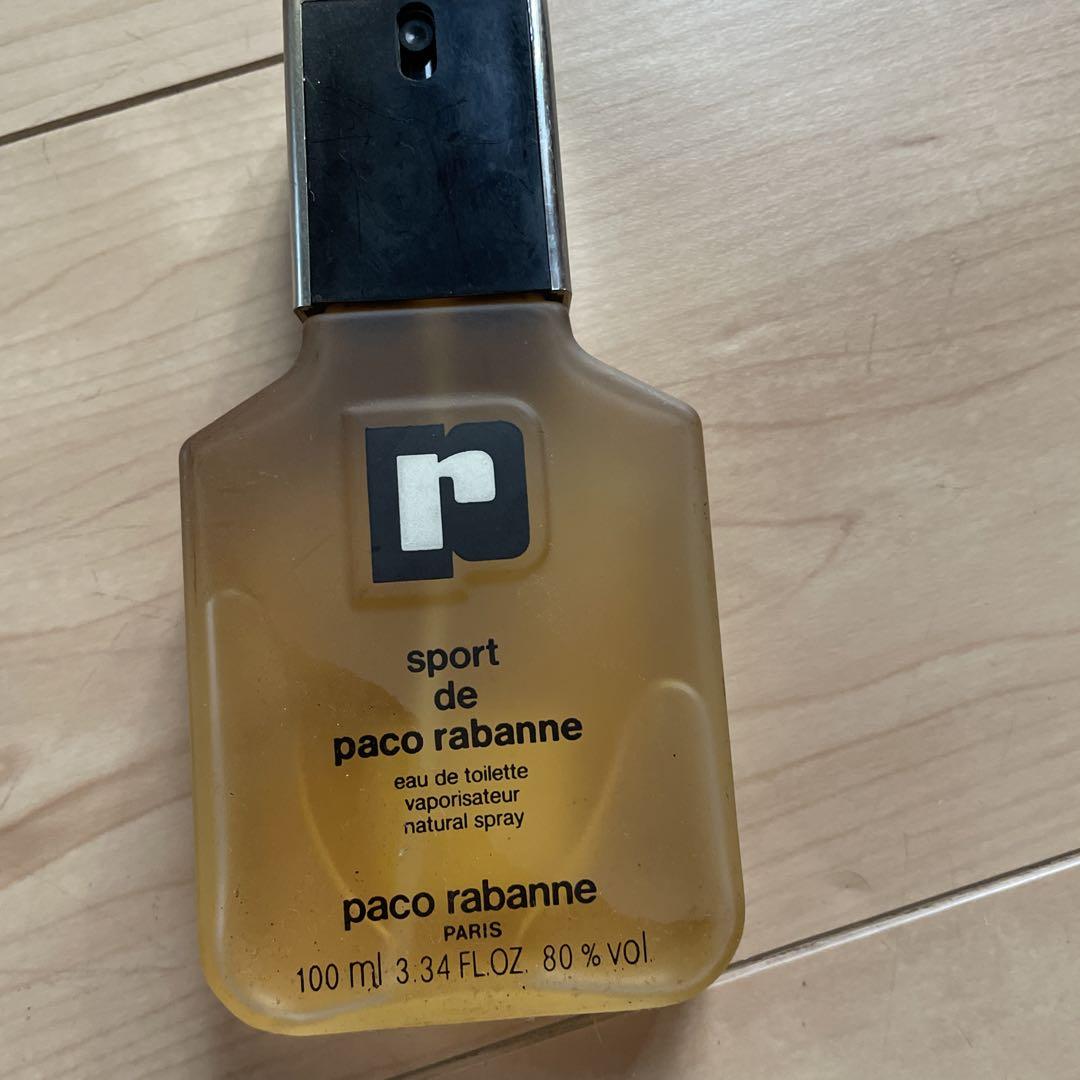 pr
sport
de
paco rabanne
eau de toilette
vaporisateur
natural spray
paco rabanne
PARIS
100 ml 3.34 FL.OZ. 80 % vol.